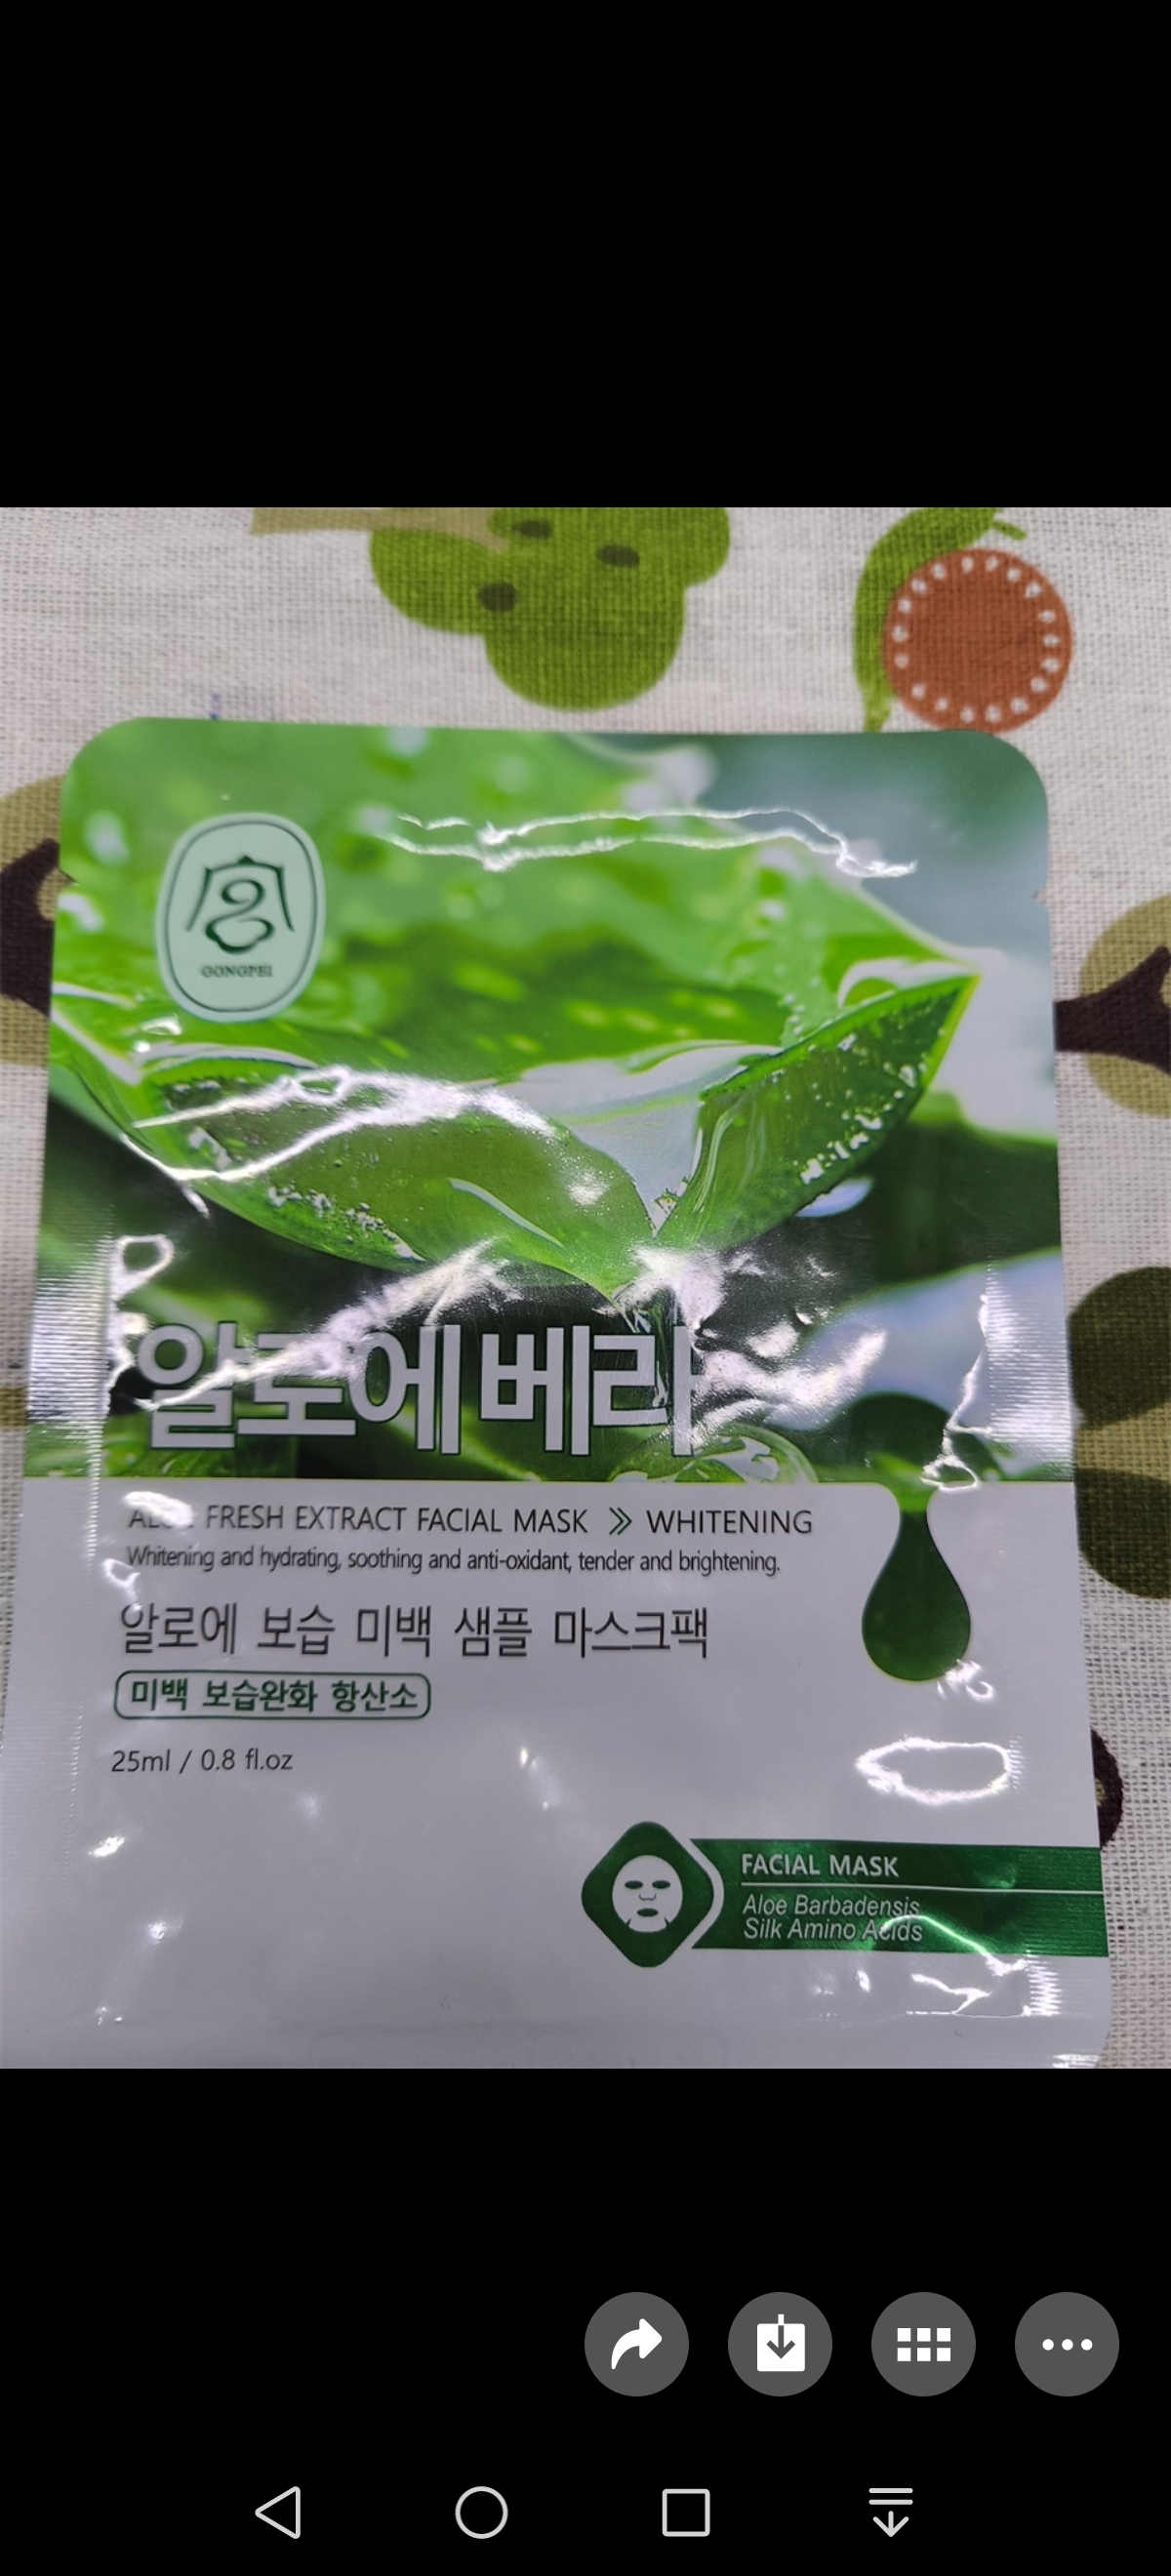 GONGPEI
알로에 베라
FRESH EXTRACT FACIAL MASK >> WHITENING
Whitening and hydrating, soothing and anti-oxidant, tender and brightening.
알로에 보습 미백 샘플 마스크팩
미백 보습완화 항산소
25ml / 0.8 fl.oz
FACIAL MASK
Aloe Barbadensis
Silk Amino Acids